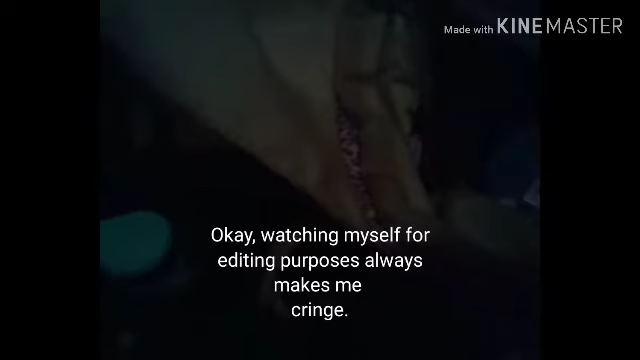 Made with KINEMASTER
Okay, watching myself for
editing purposes always
makes me
cringe.